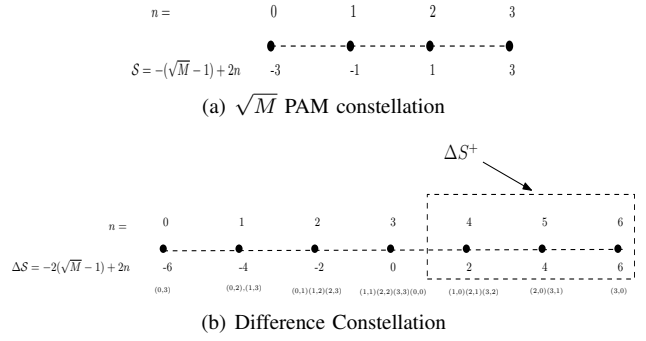 n = 0 1 2 3
S = −(√M − 1) + 2n -3 -1 1 3
(a) √M PAM constellation
ΔS⁺
n = 0 1 2 3 4 5 6
ΔS = −2(√M − 1) + 2n -6 -4 -2 0 2 4 6
(0,3) (0,2),(1,3) (0,1)(1,2)(2,3) (1,1)(2,2)(3,3)(0,0) (1,0)(2,1)(3,2) (2,0)(3,1) (3,0)
(b) Difference Constellation